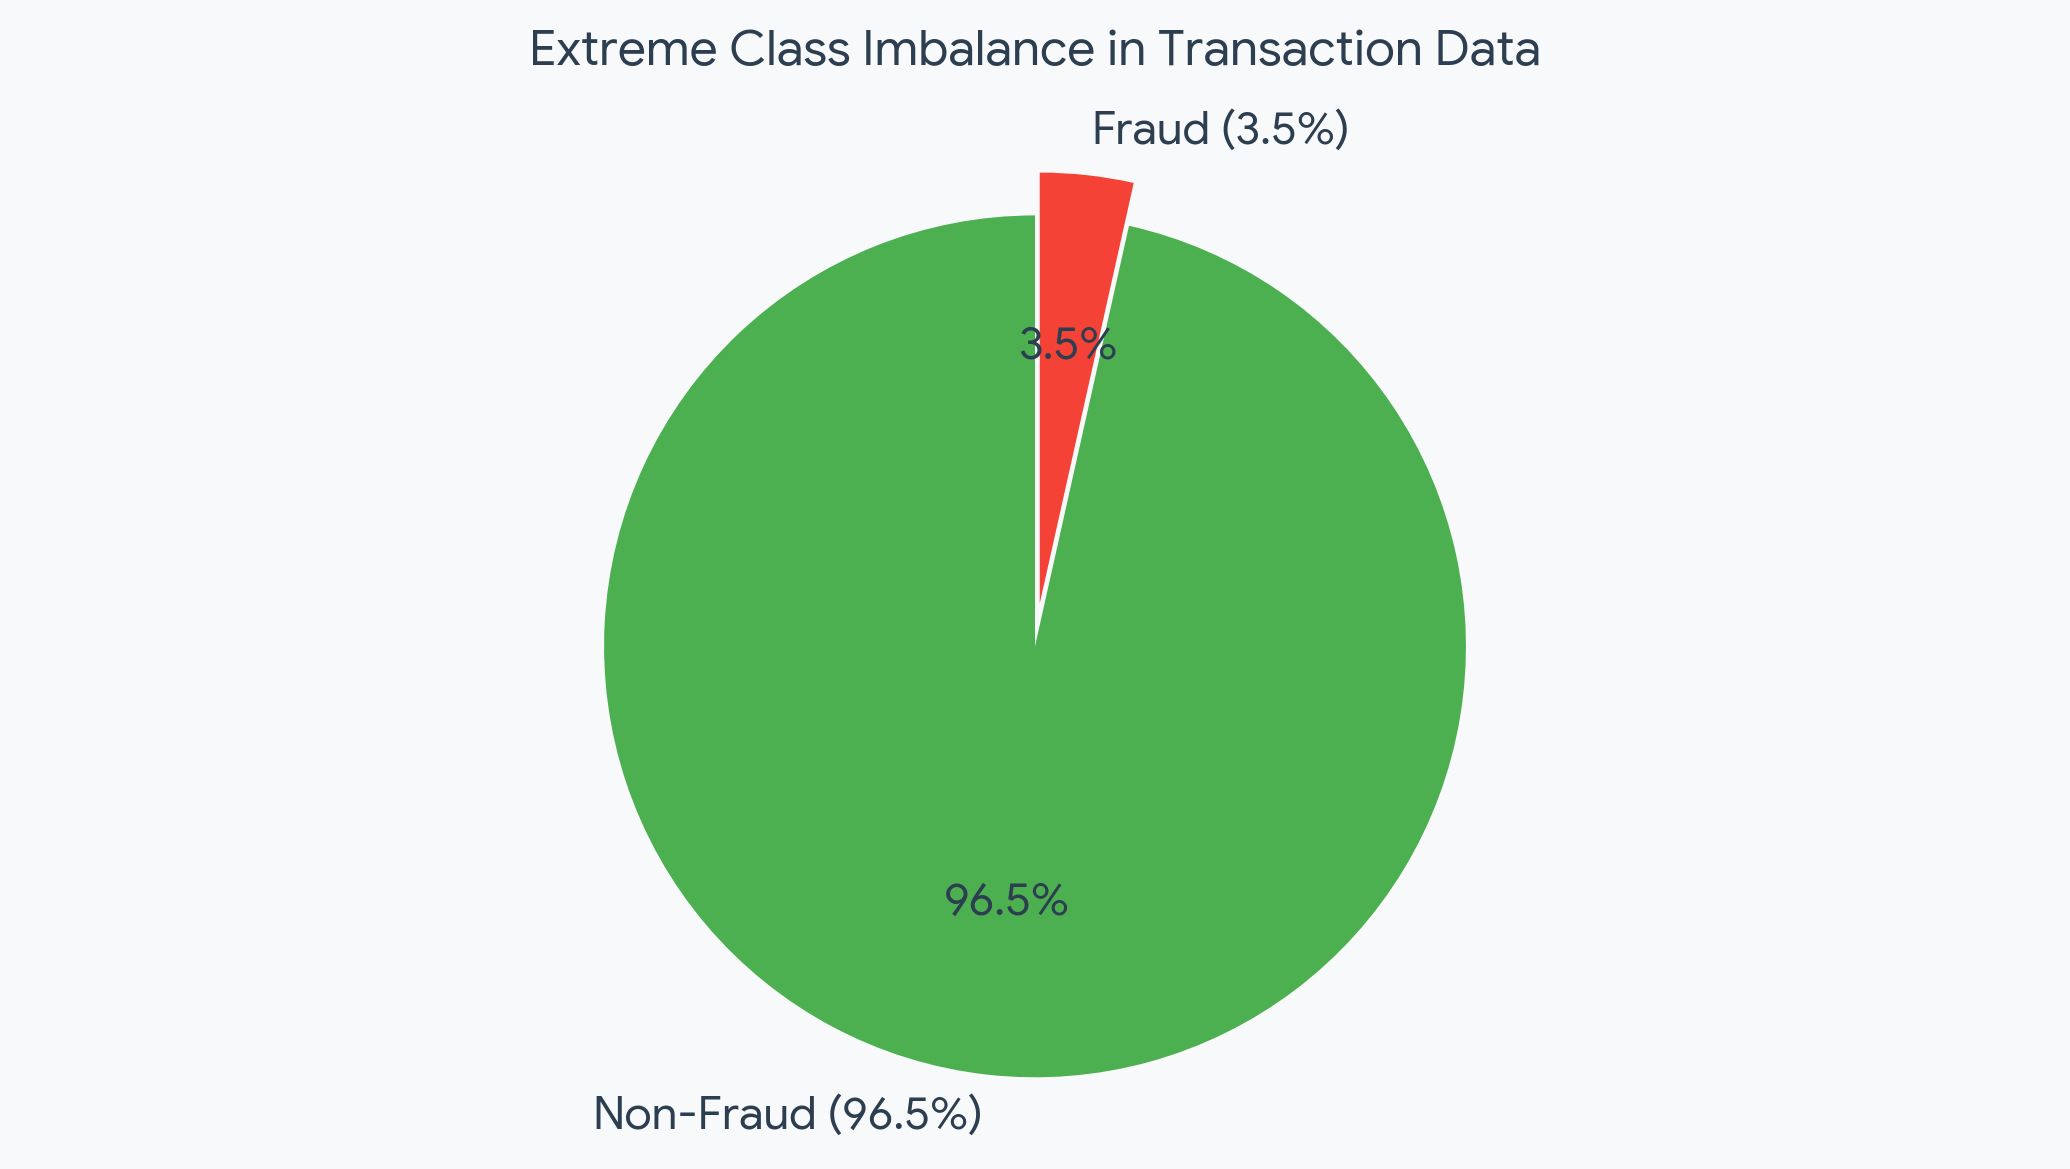 Extreme Class Imbalance in Transaction Data
Fraud (3.5%)
3.5%
96.5%
Non-Fraud (96.5%)